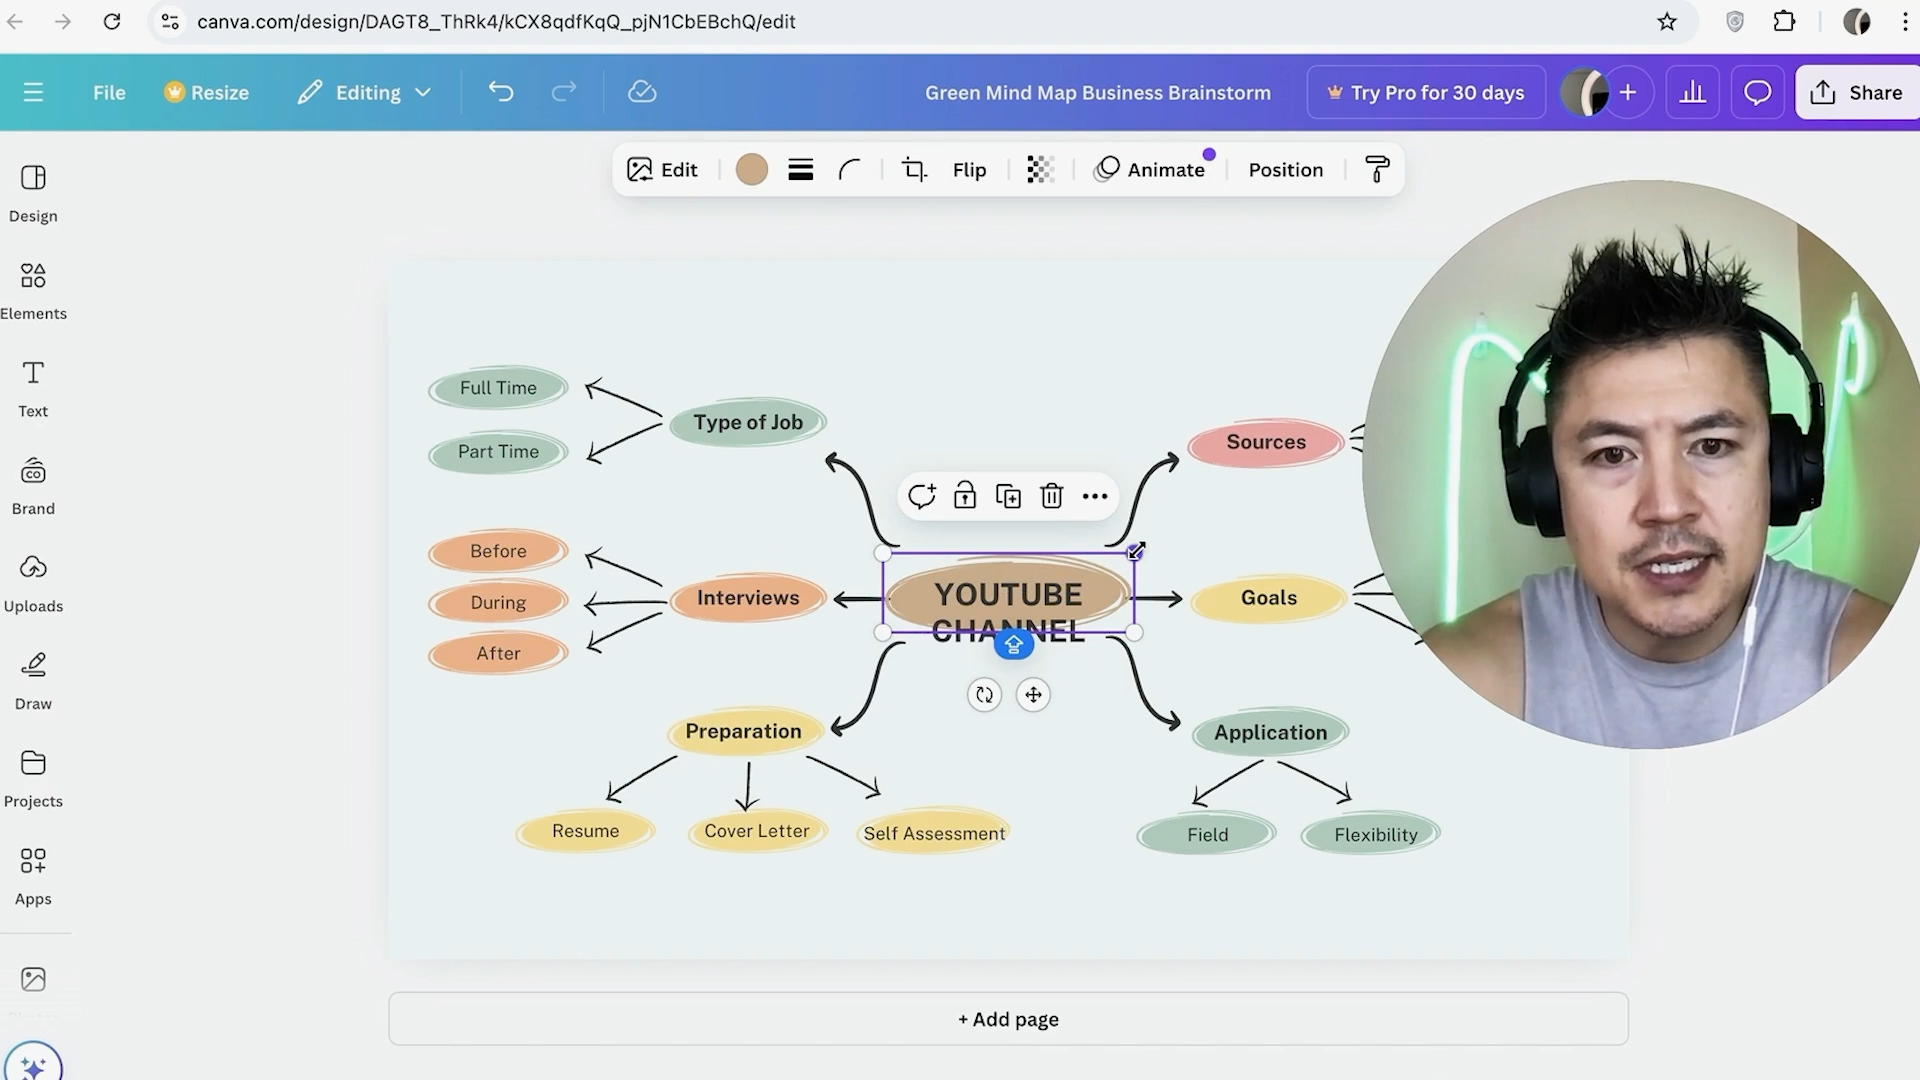 canva.com/design/DAGT8_ThRk4/kCX8qdfKqQ_pjN1CbEBchQ/edit
File
Resize
Editing
Green Mind Map Business Brainstorm
Try Pro for 30 days
Share
Edit
Flip
Animate
Position
Design
Elements
Text
Brand
Uploads
Draw
Projects
Apps
CO
Full Time
Part Time
Type of Job
Sources
Before
During
After
Interviews
YOUTUBE
CHANNEL
Goals
Preparation
Application
Resume
Cover Letter
Self Assessment
Field
Flexibility
+ Add page